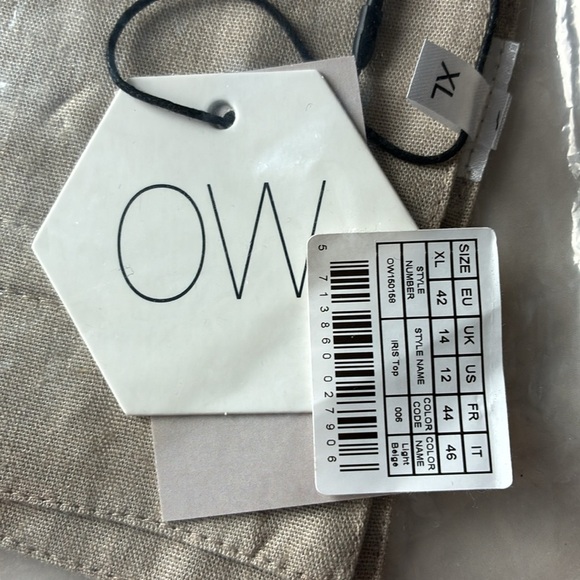 OW
XL
SIZE EU UK US FR IT
XL 42 14 12 44 46
STYLE NUMBER STYLE NAME COLOR CODE COLOR NAME
OW160158 IRIS Top 006 Light Beige
5 713860 027906